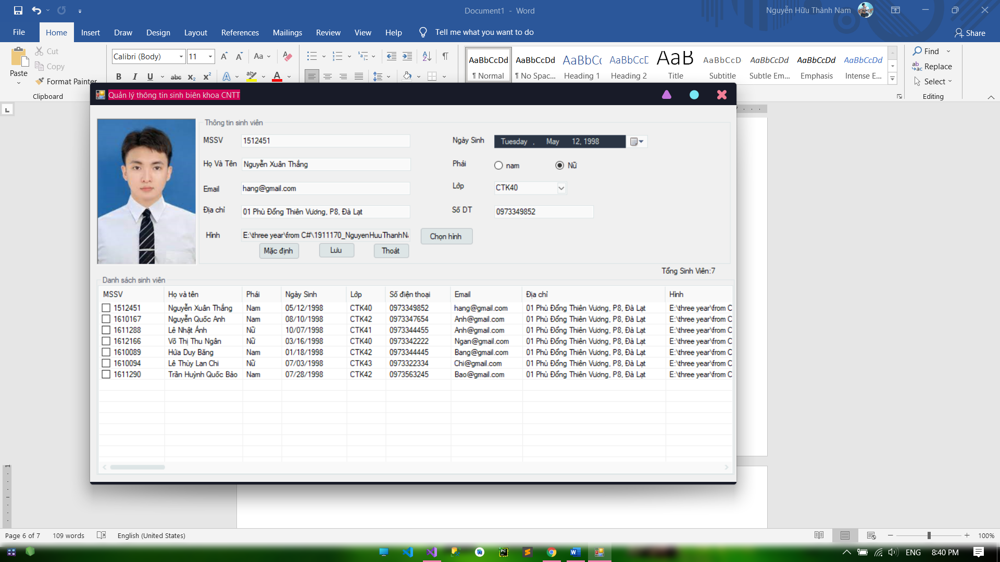 Document1 - Word
Nguyễn Hữu Thành Nam
File Home Insert Draw Design Layout References Mailings Review View Help Tell me what you want to do Share
Paste
Cut
Copy
Format Painter
Clipboard
Calibri (Body) 11 Aa
B I U abc x₂ x² A A
AaBbCcDd AaBbCcDd AaBbCc AaBbCcD AaB AaBbCcD AaBbCcDd AaBbCcDd AaBbCcDd
¶ Normal ¶ No Spac... Heading 1 Heading 2 Title Subtitle Subtle Em... Emphasis Intense E...
Find
Replace
Select
Editing
Quản lý thông tin sinh biên khoa CNTT
Thông tin sinh viên
MSSV 1512451 Ngày Sinh Tuesday , May 12, 1998
Họ Và Tên Nguyễn Xuân Thắng Phái nam Nữ
Email hang@gmail.com Lớp CTK40
Địa chỉ 01 Phù Đổng Thiên Vương, P8, Đà Lạt Số DT 0973349852
Hình E:\three year\from C#\1911170_NguyenHuuThanhNa Chọn hình
Mặc định Lưu Thoát
Tổng Sinh Viên:7
Danh sách sinh viên
MSSV Họ và tên Phái Ngày Sinh Lớp Số điện thoại Email Địa chỉ Hình
1512451 Nguyễn Xuân Thắng Nam 05/12/1998 CTK40 0973349852 hang@gmail.com 01 Phù Đổng Thiên Vương, P8, Đà Lạt E:\three year\from C
1610167 Nguyễn Quốc Anh Nam 08/10/1998 CTK42 0973347654 Anh@gmail.com 01 Phù Đổng Thiên Vương, P8, Đà Lạt E:\three year\from C
1611288 Lê Nhật Ánh Nữ 10/07/1998 CTK41 0973344455 Anh@gmail.com 01 Phù Đổng Thiên Vương, P8, Đà Lạt E:\three year\from C
1612166 Võ Thị Thu Ngân Nữ 03/16/1998 CTK40 0973342222 Ngan@gmail.com 01 Phù Đổng Thiên Vương, P8, Đà Lạt E:\three year\from C
1610089 Hứa Duy Băng Nam 01/18/1998 CTK42 0973344445 Bang@gmail.com 01 Phù Đổng Thiên Vương, P8, Đà Lạt E:\three year\from C
1610094 Lê Thùy Lan Chi Nữ 07/03/1998 CTK43 0973322334 Chi@gmail.com 01 Phù Đổng Thiên Vương, P8, Đà Lạt E:\three year\from C
1611290 Trần Huỳnh Quốc Bảo Nam 07/28/1998 CTK42 0973563245 Bao@gmail.com 01 Phù Đổng Thiên Vương, P8, Đà Lạt E:\three year\from C
Page 6 of 7 109 words English (United States) 100%
ENG 8:40 PM